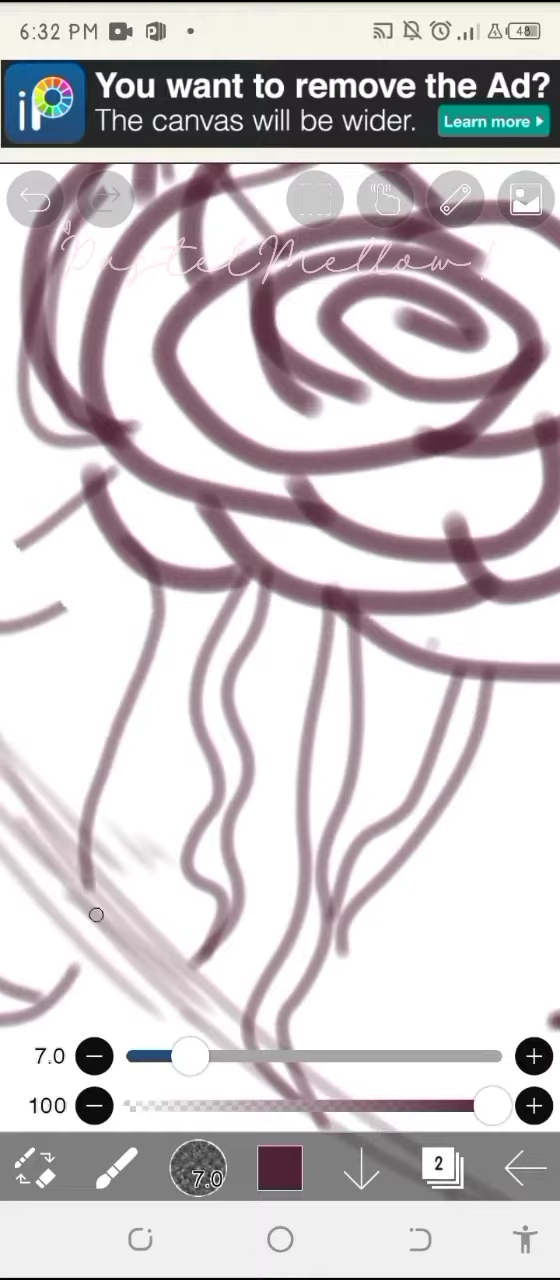 6:32 PM
48
You want to remove the Ad?
The canvas will be wider.
Learn more
PastelMellow
7.0
100
7.0
2